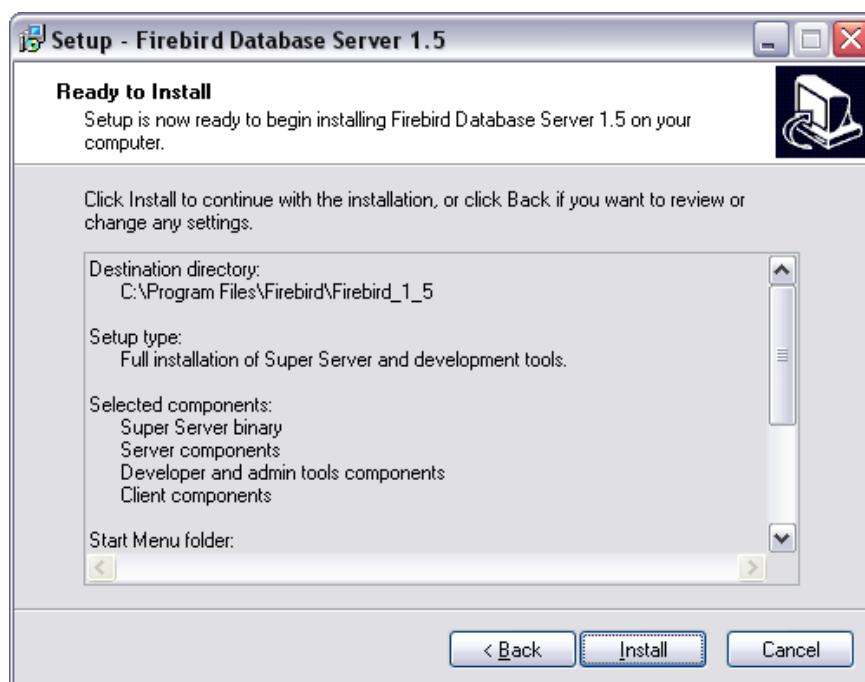 Setup - Firebird Database Server 1.5
Ready to Install
Setup is now ready to begin installing Firebird Database Server 1.5 on your
computer.
Click Install to continue with the installation, or click Back if you want to review or
change any settings.
Destination directory:
C:\Program Files\Firebird\Firebird_1_5
Setup type:
Full installation of Super Server and development tools.
Selected components:
Super Server binary
Server components
Developer and admin tools components
Client components
Start Menu folder:
< Back Install Cancel